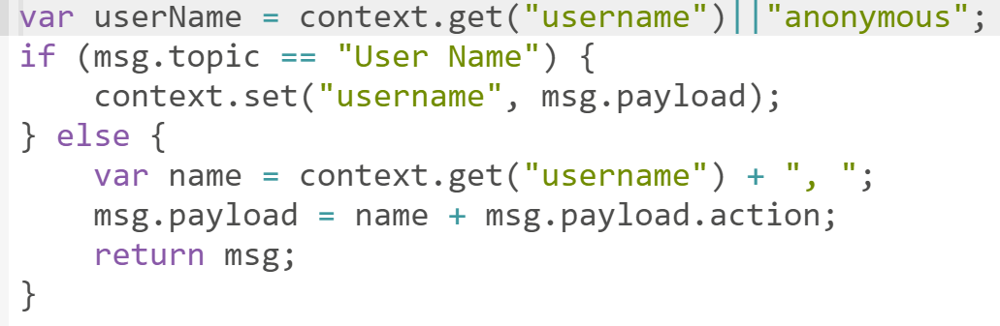 var userName = context.get("username")||"anonymous";
if (msg.topic == "User Name") {
    context.set("username", msg.payload);
} else {
    var name = context.get("username") + ", ";
    msg.payload = name + msg.payload.action;
    return msg;
}